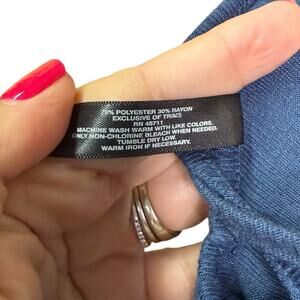 70% POLYESTER 30% RAYON
EXCLUSIVE OF TRIMS
RN 48711
MACHINE WASH WARM WITH LIKE COLORS.
ONLY NON-CHLORINE BLEACH WHEN NEEDED.
TUMBLE DRY LOW.
WARM IRON IF NECESSARY.